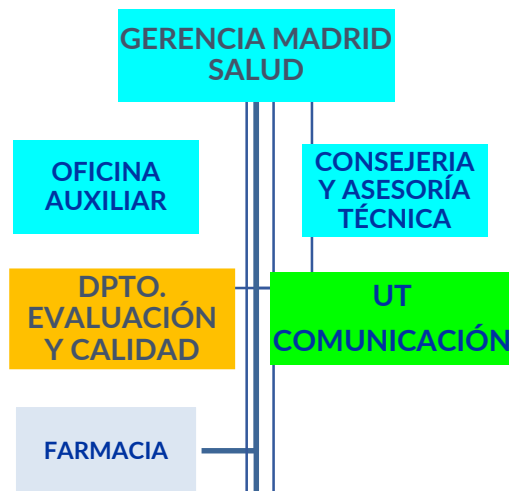 GERENCIA MADRID
SALUD
OFICINA
AUXILIAR
CONSEJERIA
Y ASESORÍA
TÉCNICA
DPTO.
EVALUACIÓN
Y CALIDAD
UT
COMUNICACIÓN
FARMACIA